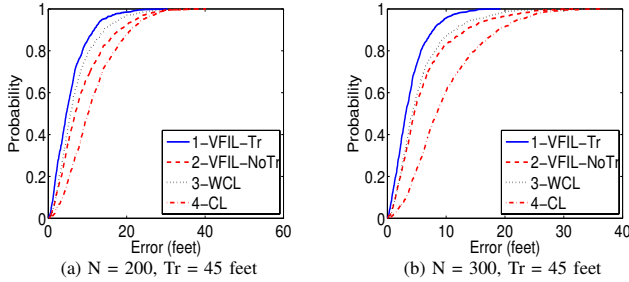 1
0.8
0.6
0.4
0.2
0
Probability
1-VFIL-Tr
2-VFIL-NoTr
3-WCL
4-CL
0 20 40 60
Error (feet)
(a) N = 200, Tr = 45 feet
1
0.8
0.6
0.4
0.2
0
Probability
1-VFIL-Tr
2-VFIL-NoTr
3-WCL
4-CL
0 10 20 30 40
Error (feet)
(b) N = 300, Tr = 45 feet